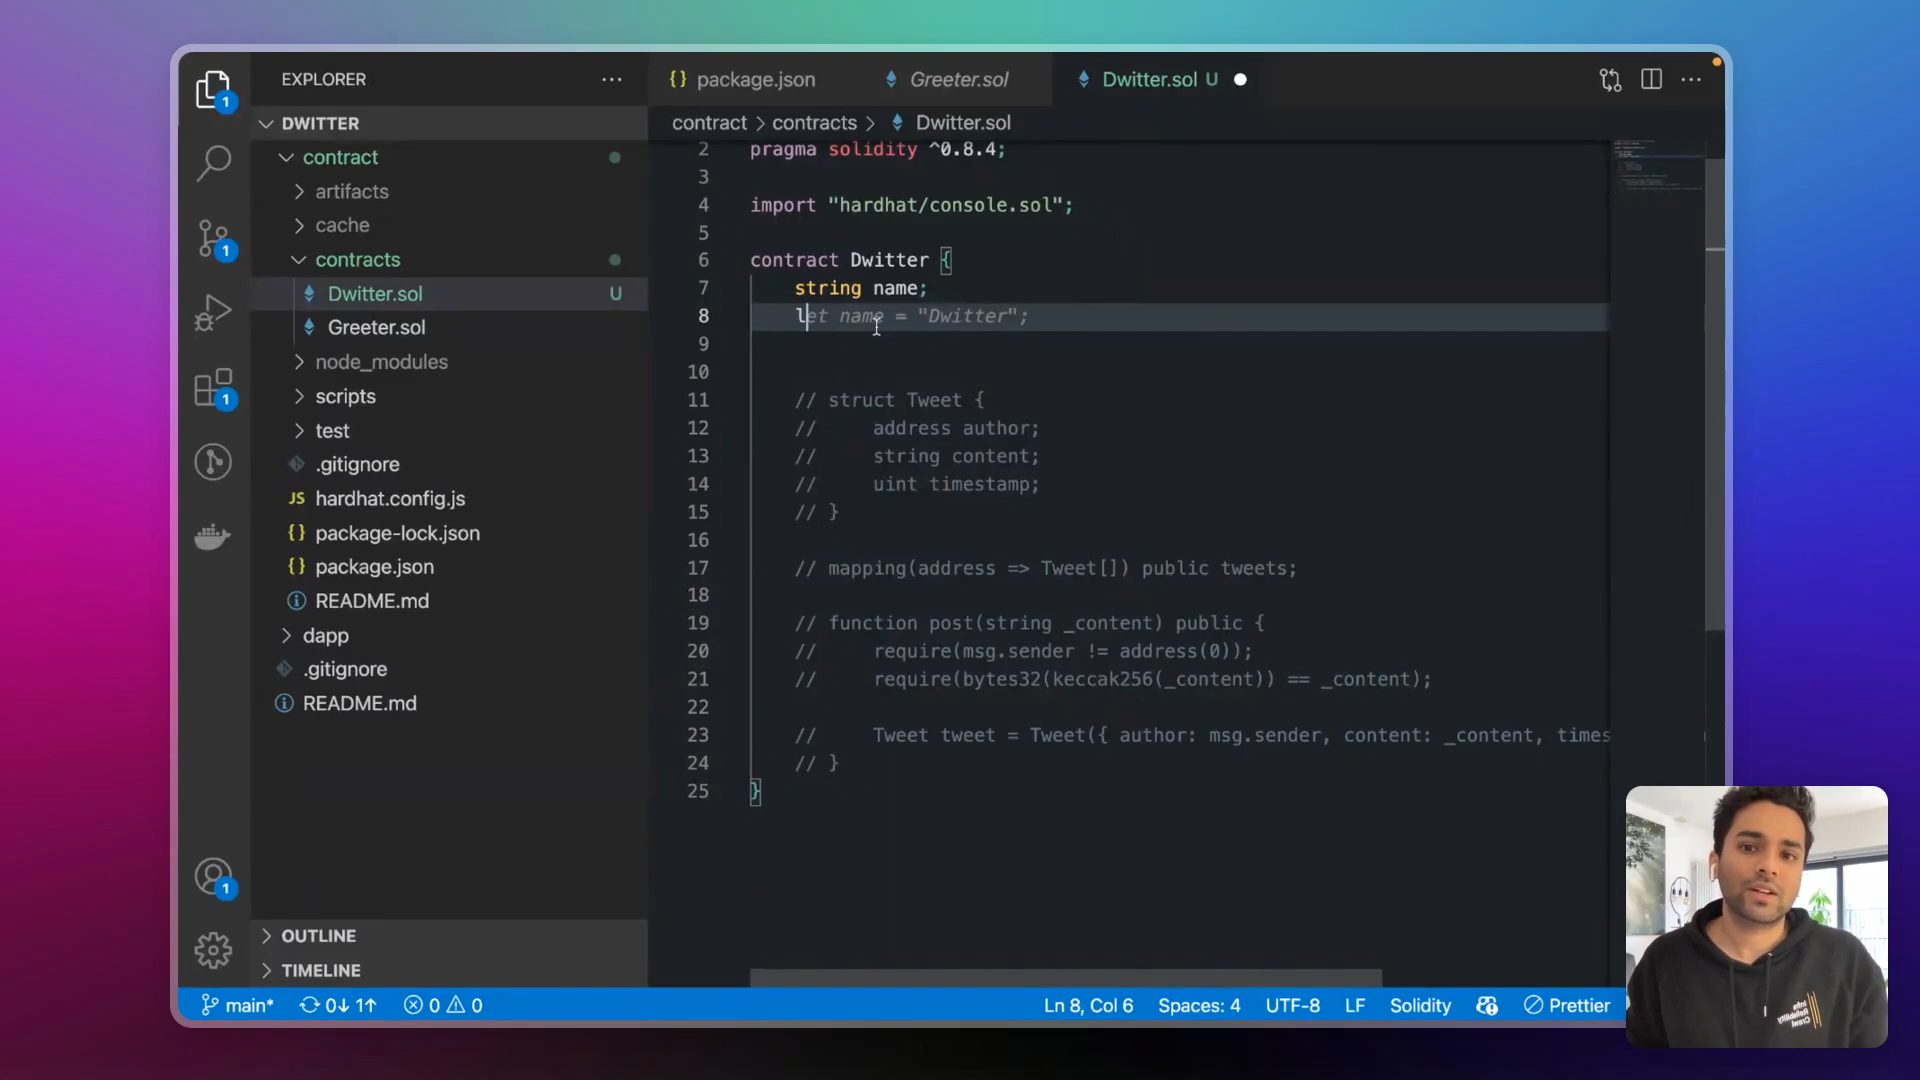 EXPLORER
DWITTER
contract
artifacts
cache
contracts
Dwitter.sol U
Greeter.sol
node_modules
scripts
test
.gitignore
JS hardhat.config.js
{} package-lock.json
{} package.json
README.md
dapp
.gitignore
README.md
OUTLINE
TIMELINE
1
1
1
1
{} package.json
Greeter.sol
Dwitter.sol U
contract > contracts > Dwitter.sol
2 pragma solidity ^0.8.4;
3
4 import "hardhat/console.sol";
5
6 contract Dwitter {
7 string name;
8 let name = "Dwitter";
9
10
11 // struct Tweet {
12 // address author;
13 // string content;
14 // uint timestamp;
15 // }
16
17 // mapping(address => Tweet[]) public tweets;
18
19 // function post(string _content) public {
20 // require(msg.sender != address(0));
21 // require(bytes32(keccak256(_content)) == _content);
22
23 // Tweet tweet = Tweet({ author: msg.sender, content: _content, times
24 // }
25 }
main* 0↓ 1↑ 0 0
Ln 8, Col 6 Spaces: 4 UTF-8 LF Solidity Prettier